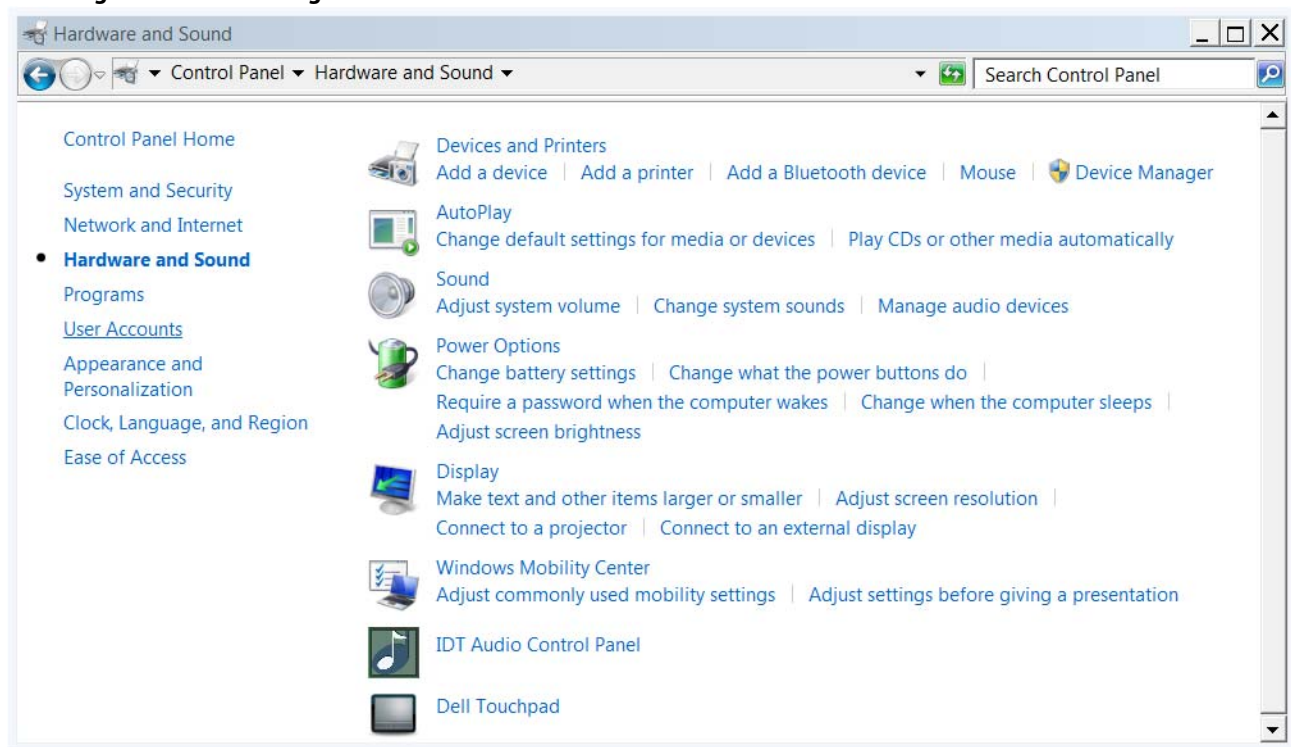 Hardware and Sound
Control Panel Hardware and Sound
Search Control Panel
Control Panel Home
System and Security
Network and Internet
Hardware and Sound
Programs
User Accounts
Appearance and
Personalization
Clock, Language, and Region
Ease of Access
Devices and Printers
Add a device | Add a printer | Add a Bluetooth device | Mouse | Device Manager
AutoPlay
Change default settings for media or devices | Play CDs or other media automatically
Sound
Adjust system volume | Change system sounds | Manage audio devices
Power Options
Change battery settings | Change what the power buttons do |
Require a password when the computer wakes | Change when the computer sleeps |
Adjust screen brightness
Display
Make text and other items larger or smaller | Adjust screen resolution |
Connect to a projector | Connect to an external display
Windows Mobility Center
Adjust commonly used mobility settings | Adjust settings before giving a presentation
IDT Audio Control Panel
Dell Touchpad